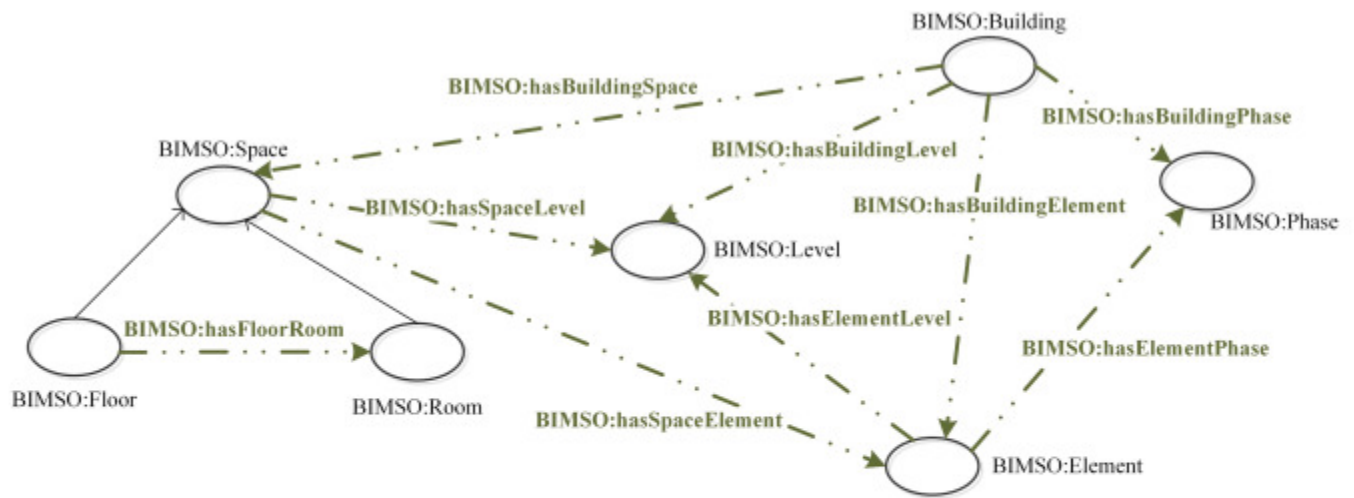 BIMSO:Building
BIMSO:hasBuildingSpace
BIMSO:hasBuildingPhase
BIMSO:Space
BIMSO:hasBuildingLevel
BIMSO:hasSpaceLevel
BIMSO:hasBuildingElement
BIMSO:Phase
BIMSO:Level
BIMSO:hasFloorRoom
BIMSO:hasElementLevel
BIMSO:hasElementPhase
BIMSO:Floor
BIMSO:Room
BIMSO:hasSpaceElement
BIMSO:Element